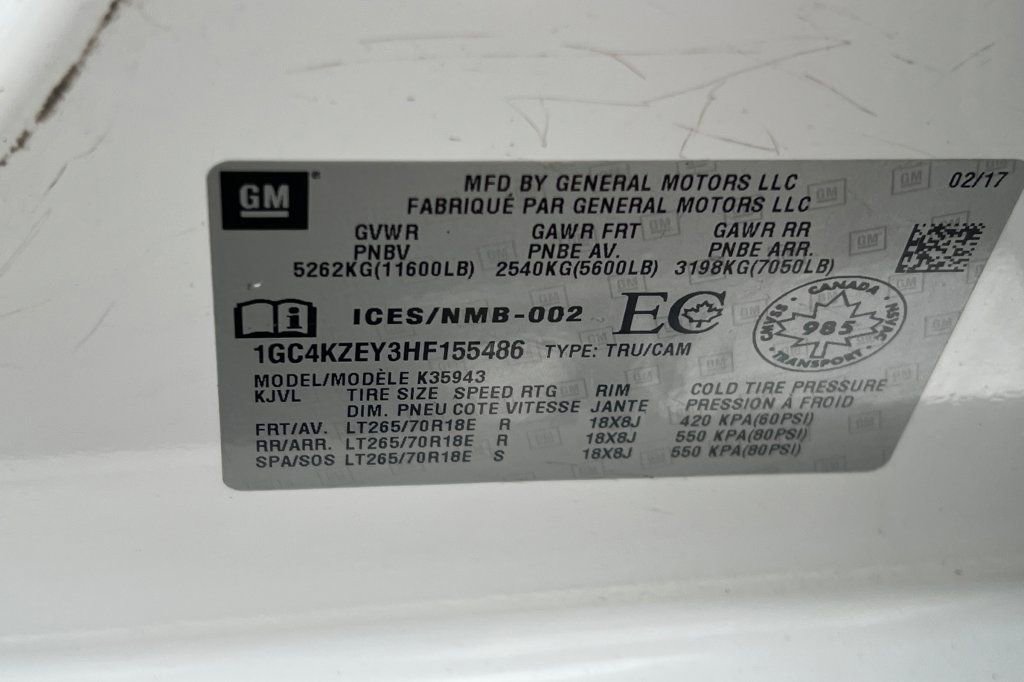 GM
MFD BY GENERAL MOTORS LLC
02/17
FABRIQUÉ PAR GENERAL MOTORS LLC
GVWR GAWR FRT GAWR RR
PNBV PNBE AV. PNBE ARR.
5262KG(11600LB) 2540KG(5600LB) 3198KG(7050LB)
i ICES/NMB-002 EC
CANADA
CMVSS 985 NSVAC
TRANSPORT
1GC4KZEY3HF155486 TYPE: TRU/CAM
MODEL/MODÈLE K35943
KJVL TIRE SIZE SPEED RTG RIM COLD TIRE PRESSURE
DIM. PNEU COTE VITESSE JANTE PRESSION À FROID
FRT/AV. LT265/70R18E R 18X8J 420 KPA(60PSI)
RR/ARR. LT265/70R18E R 18X8J 550 KPA(80PSI)
SPA/SOS LT265/70R18E S 18X8J 550 KPA(80PSI)